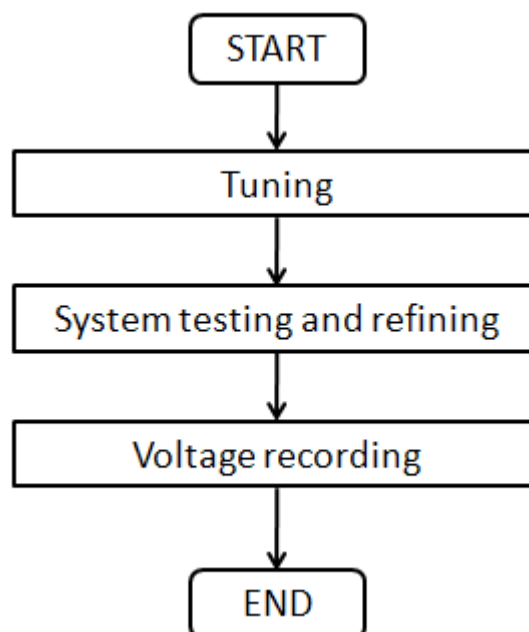 START
Tuning
System testing and refining
Voltage recording
END